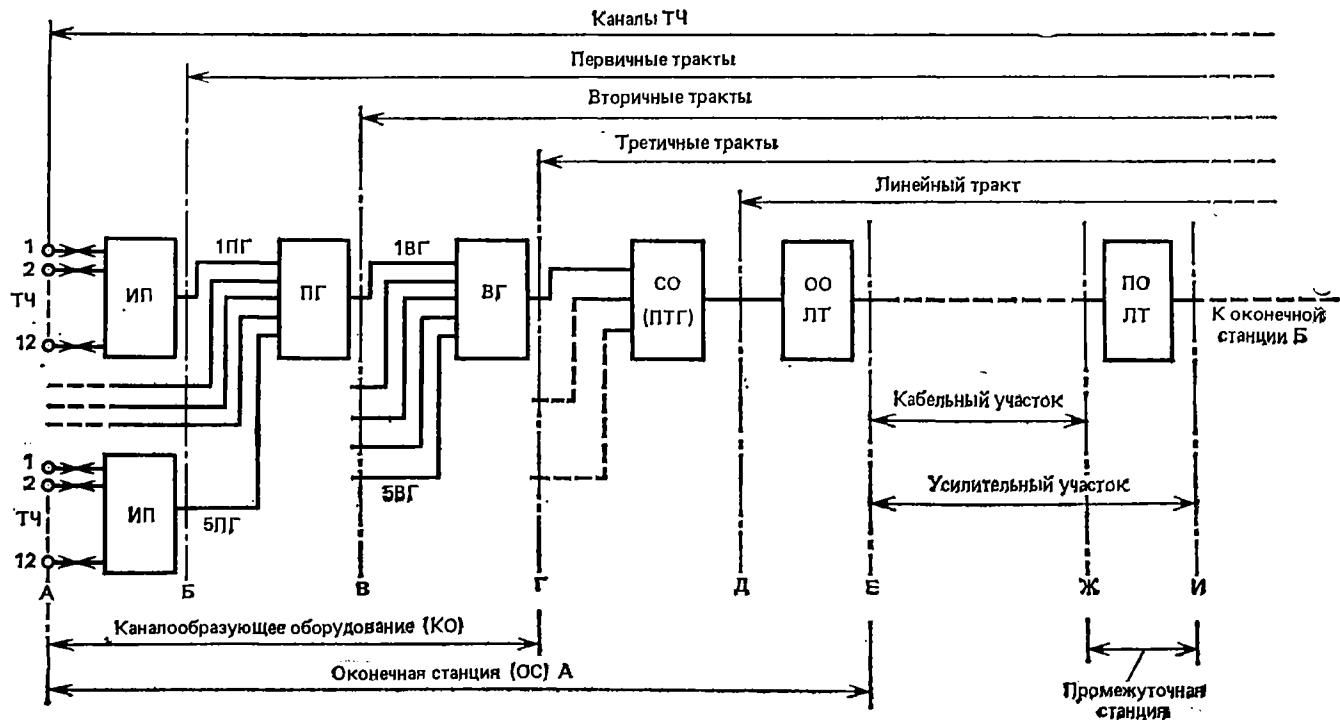 Каналы ТЧ
Первичные тракты
Вторичные тракты
Третичные тракты
Линейный тракт
1
2
ТЧ
12
ИП
1ПГ
ПГ
1ВГ
ВГ
СО
(ПТГ)
ОО
ЛТ
ПО
ЛТ
К оконечной
станции Б
Кабельный участок
Усилительный участок
1
2
ТЧ
12
ИП
5ПГ
5ВГ
А
Б
В
Г
Д
Е
Ж
И
Каналообразующее оборудование (КО)
Оконечная станция (ОС) А
Промежуточная
станция